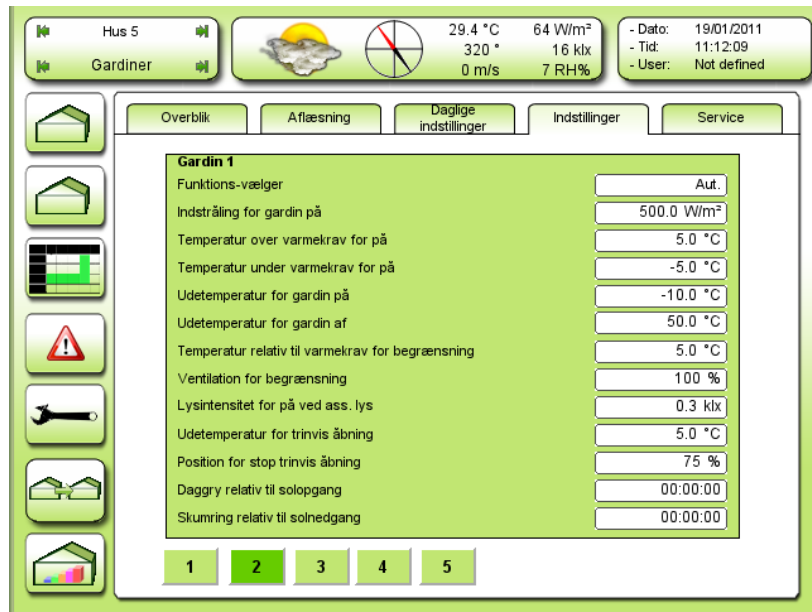 Hus 5
Gardiner
29.4 °C 64 W/m²
320 ° 16 klx
0 m/s 7 RH%
- Dato: 19/01/2011
- Tid: 11:12:09
- User: Not defined
Overblik
Aflæsning
Daglige
indstillinger
Indstillinger
Service
Gardin 1
Funktions-vælger Aut.
Indstråling for gardin på 500.0 W/m²
Temperatur over varmekrav for på 5.0 °C
Temperatur under varmekrav for på -5.0 °C
Udetemperatur for gardin på -10.0 °C
Udetemperatur for gardin af 50.0 °C
Temperatur relativ til varmekrav for begrænsning 5.0 °C
Ventilation for begrænsning 100 %
Lysintensitet for på ved ass. lys 0.3 klx
Udetemperatur for trinvis åbning 5.0 °C
Position for stop trinvis åbning 75 %
Daggry relativ til solopgang 00:00:00
Skumring relativ til solnedgang 00:00:00
1 2 3 4 5